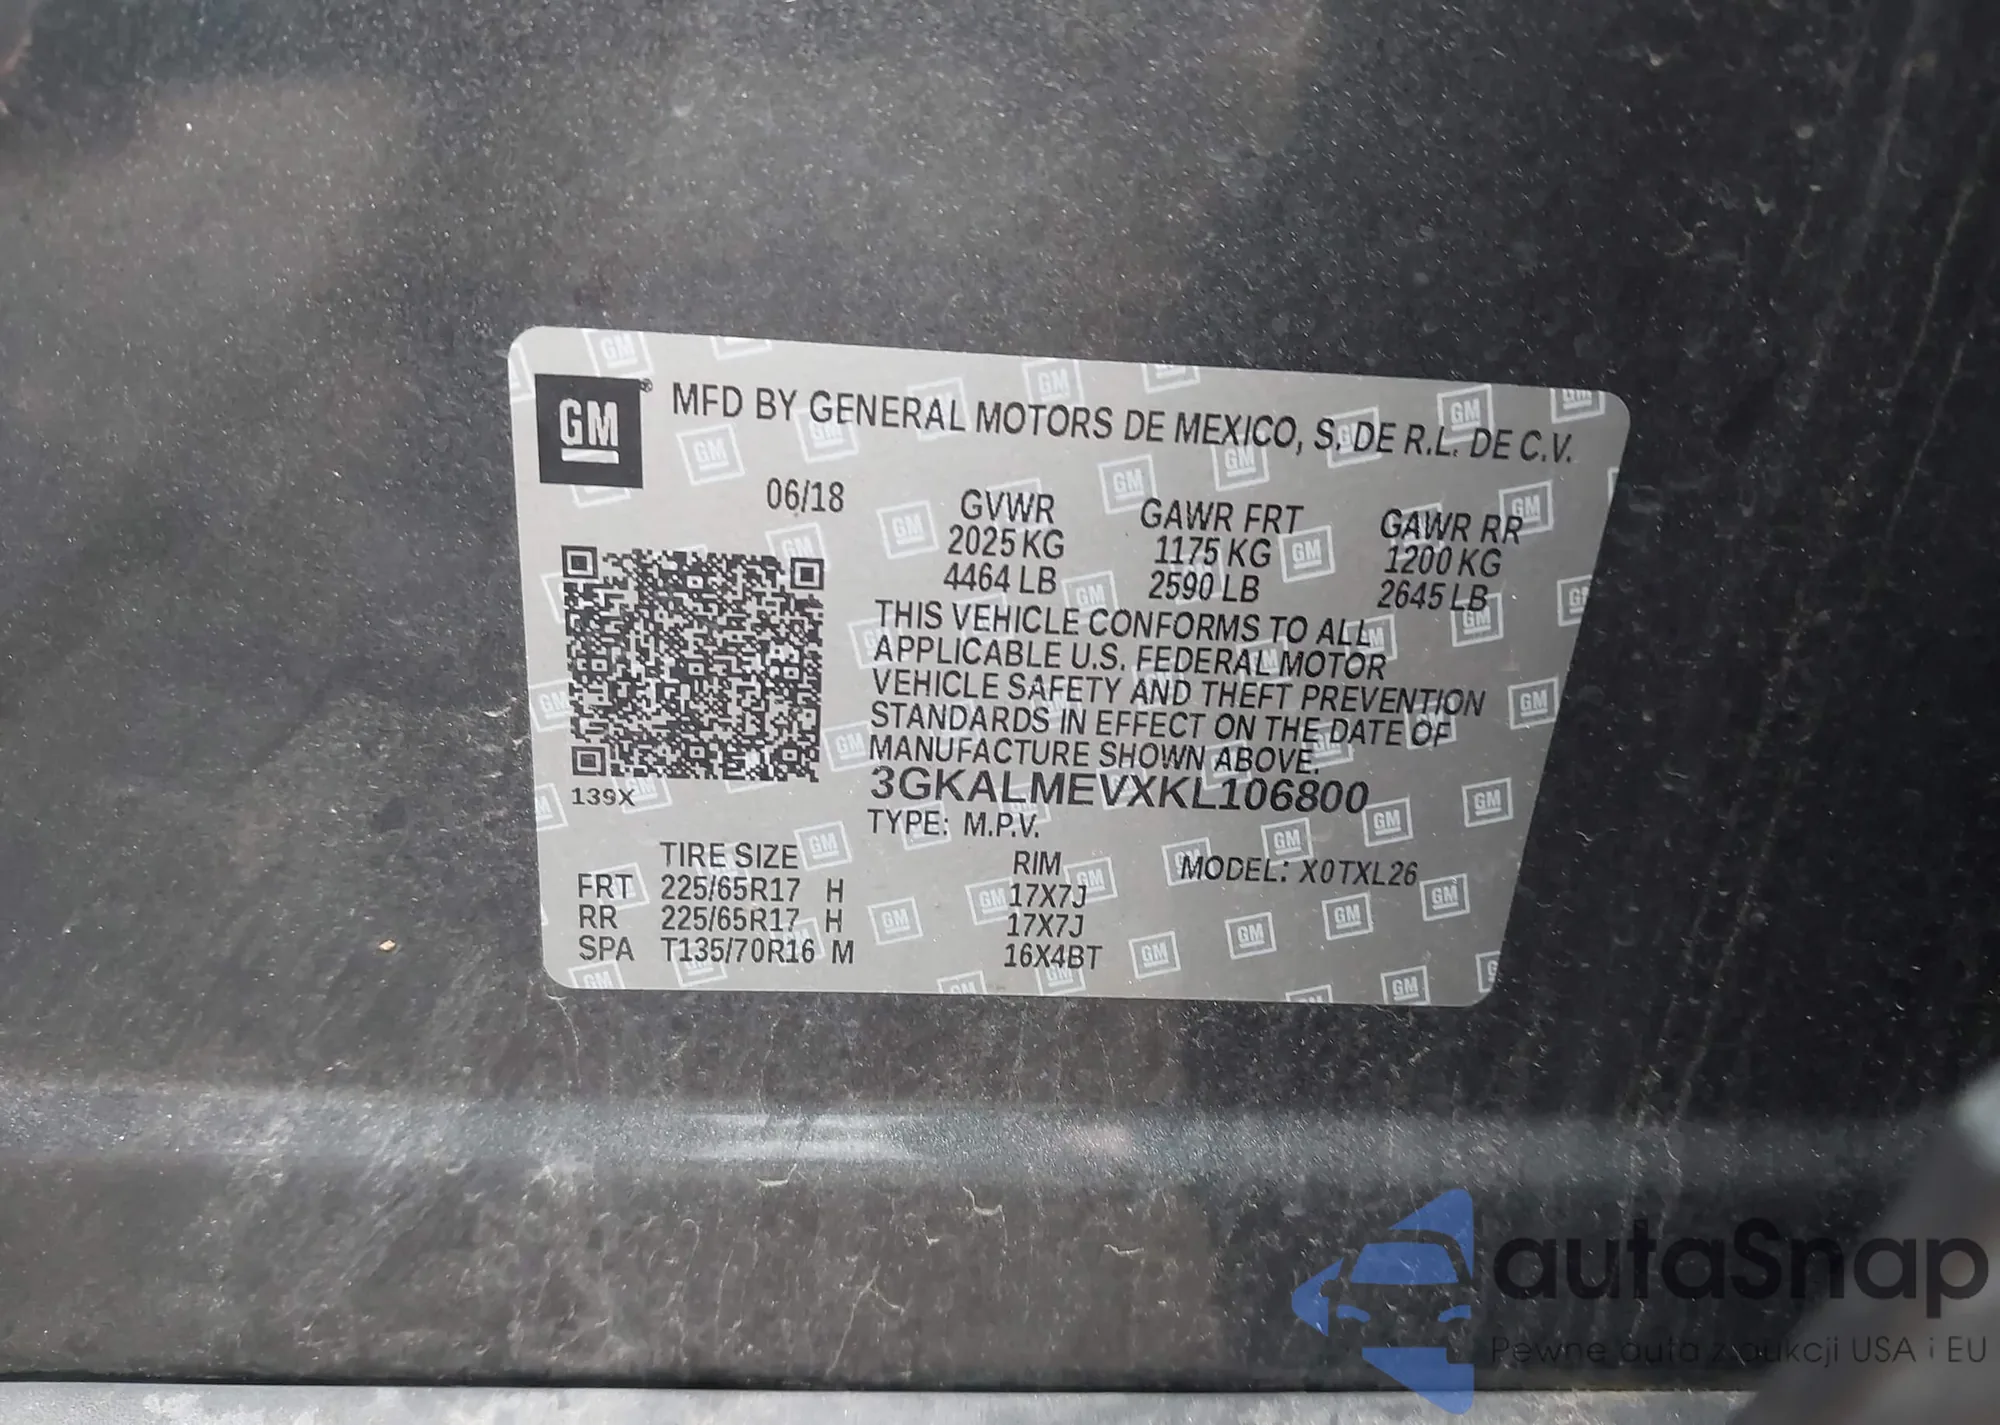 GM® MFD BY GENERAL MOTORS DE MEXICO, S. DE R.L. DE C.V.
06/18 GVWR GAWR FRT GAWR RR
2025 KG 1175 KG 1200 KG
4464 LB 2590 LB 2645 LB
THIS VEHICLE CONFORMS TO ALL
APPLICABLE U.S. FEDERAL MOTOR
VEHICLE SAFETY AND THEFT PREVENTION
STANDARDS IN EFFECT ON THE DATE OF
MANUFACTURE SHOWN ABOVE.
139X 3GKALMEVXKL106800
TYPE: M.P.V.
TIRE SIZE RIM MODEL: X0TXL26
FRT 225/65R17 H 17X7J
RR 225/65R17 H 17X7J
SPA T135/70R16 M 16X4BT
autaSnap
Pewne auta z aukcji USA i EU